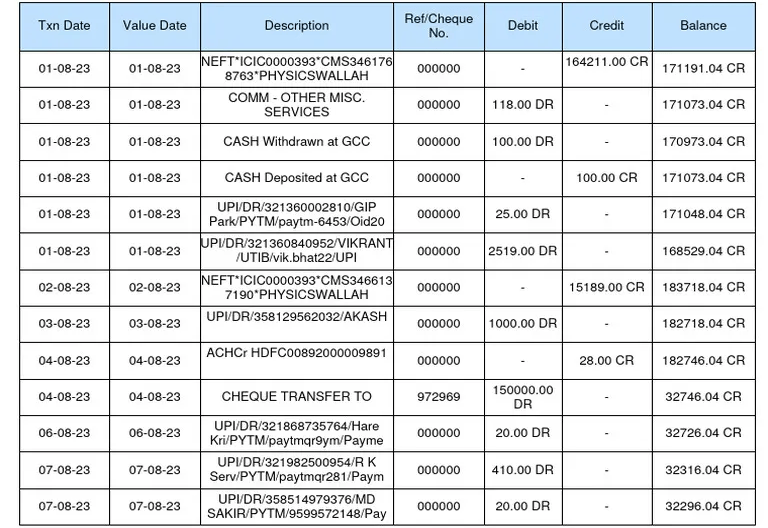 Txn Date Value Date Description Ref/Cheque No. Debit Credit Balance
01-08-23 01-08-23 NEFT*ICIC0000393*CMS346176 000000 - 164211.00 CR 171191.04 CR
8763*PHYSICSWALLAH
01-08-23 01-08-23 COMM - OTHER MISC. 000000 118.00 DR - 171073.04 CR
SERVICES
01-08-23 01-08-23 CASH Withdrawn at GCC 000000 100.00 DR - 170973.04 CR
01-08-23 01-08-23 CASH Deposited at GCC 000000 - 100.00 CR 171073.04 CR
01-08-23 01-08-23 UPI/DR/321360002810/GIP 000000 25.00 DR - 171048.04 CR
Park/PYTM/paytm-6453/Oid20
01-08-23 01-08-23 UPI/DR/321360840952/VIKRANT 000000 2519.00 DR - 168529.04 CR
/UTIB/vik.bhat22/UPI
02-08-23 02-08-23 NEFT*ICIC0000393*CMS346613 000000 - 15189.00 CR 183718.04 CR
7190*PHYSICSWALLAH
03-08-23 03-08-23 UPI/DR/358129562032/AKASH 000000 1000.00 DR - 182718.04 CR
04-08-23 04-08-23 ACHCr HDFC00892000009891 000000 - 28.00 CR 182746.04 CR
04-08-23 04-08-23 CHEQUE TRANSFER TO 972969 150000.00 DR - 32746.04 CR
06-08-23 06-08-23 UPI/DR/321868735764/Hare 000000 20.00 DR - 32726.04 CR
Kri/PYTM/paytmqr9ym/Payme
07-08-23 07-08-23 UPI/DR/321982500954/R K 000000 410.00 DR - 32316.04 CR
Serv/PYTM/paytmqr281/Paym
07-08-23 07-08-23 UPI/DR/358514979376/MD 000000 20.00 DR - 32296.04 CR
SAKIR/PYTM/9599572148/Pay